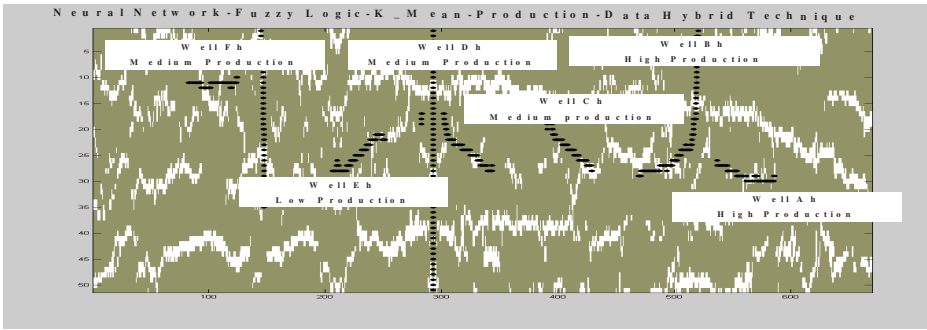 Neural Network-Fuzzy Logic-K_Mean-Production-Data Hybrid Technique
Well Fh
Medium Production
Well Dh
Medium Production
Well Bh
High Production
Well Ch
Medium production
Well Eh
Low Production
Well Ah
High Production
5
10
15
20
25
30
35
40
45
50
100
200
300
400
500
600